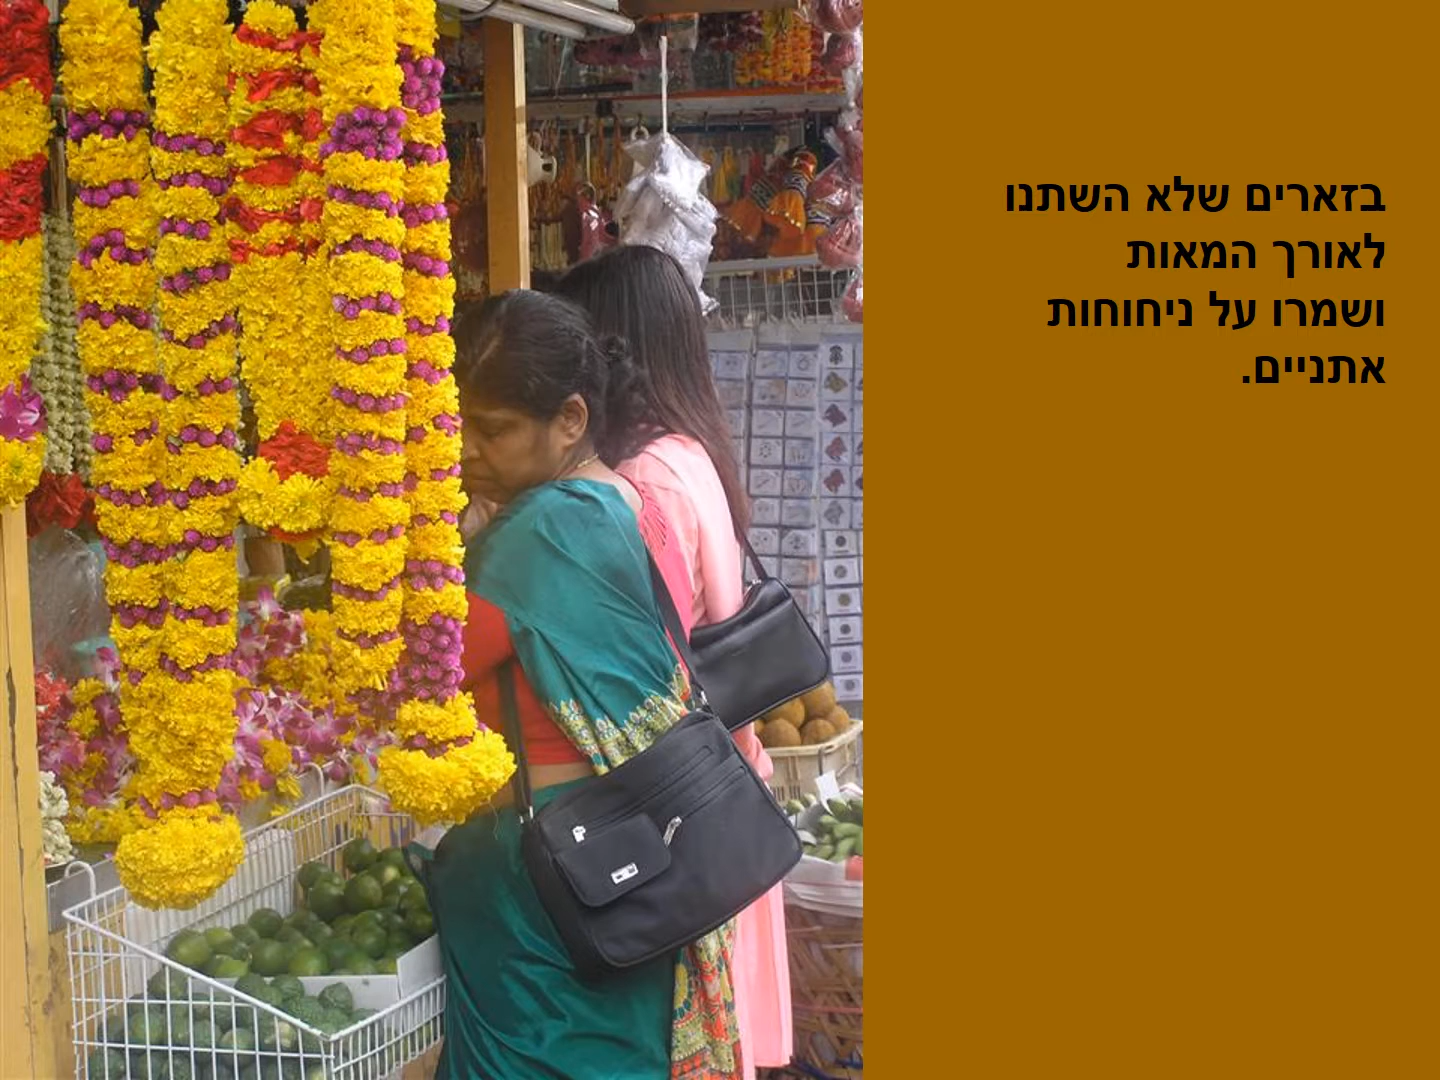 בזארים שלא השתנו
לאורך המאות
ושמרו על ניחוחות
אתניים.